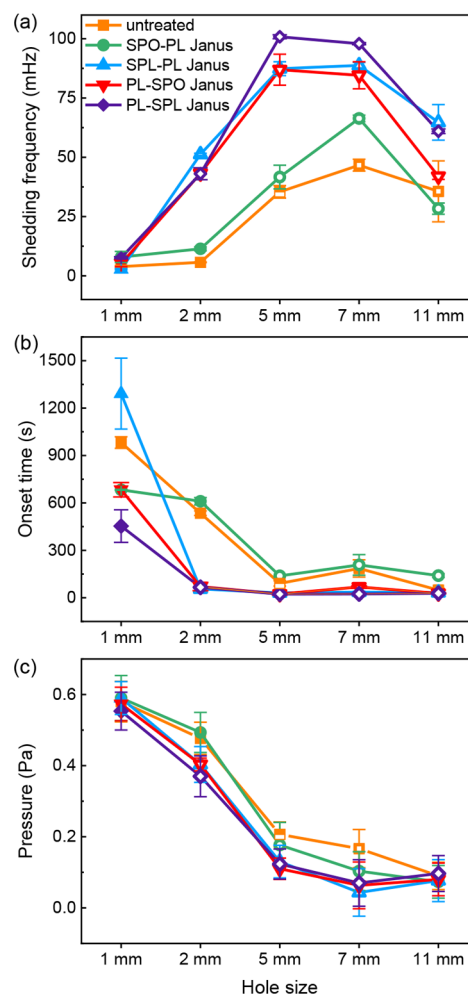 (a)
Shedding frequency (mHz)
100
75
50
25
0
untreated
SPO-PL Janus
SPL-PL Janus
PL-SPO Janus
PL-SPL Janus
1 mm 2 mm 5 mm 7 mm 11 mm
(b)
Onset time (s)
1500
1200
900
600
300
0
1 mm 2 mm 5 mm 7 mm 11 mm
(c)
Pressure (Pa)
0.6
0.4
0.2
0.0
1 mm 2 mm 5 mm 7 mm 11 mm
Hole size